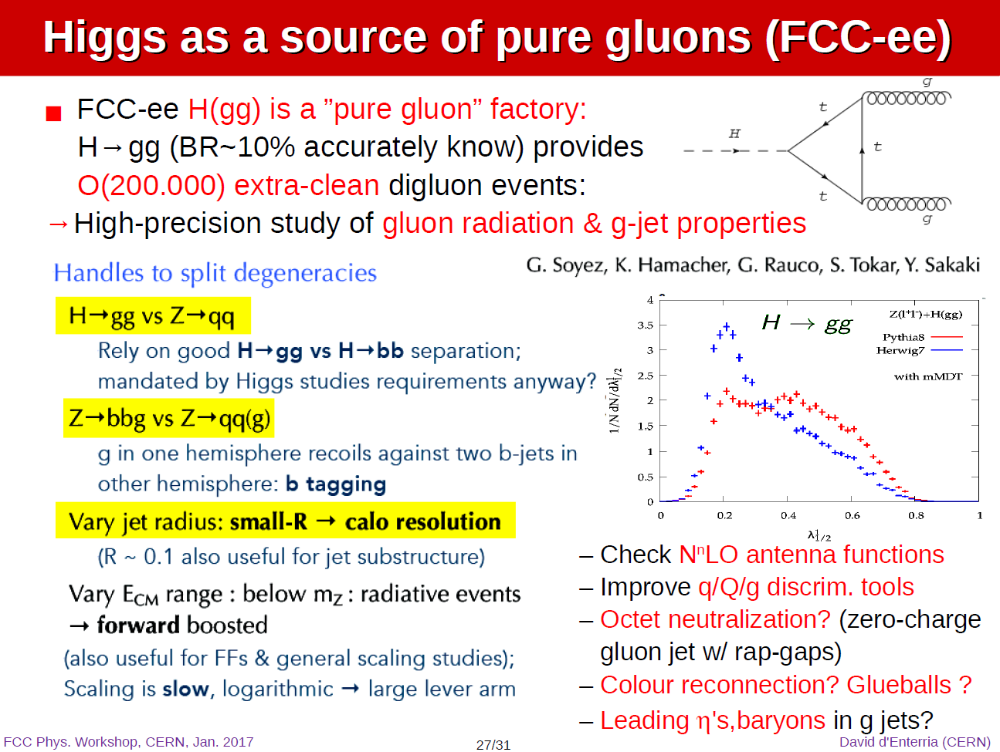 Higgs as a source of pure gluons (FCC-ee)
FCC-ee H(gg) is a ”pure gluon” factory:
H→gg (BR~10% accurately know) provides
O(200.000) extra-clean digluon events:
→High-precision study of gluon radiation & g-jet properties
H
t
t
t
g
g
G. Soyez, K. Hamacher, G. Rauco, S. Tokar, Y. Sakaki
Handles to split degeneracies
H→gg vs Z→qq
Rely on good H→gg vs H→bb separation;
mandated by Higgs studies requirements anyway?
Z→bbg vs Z→qq(g)
g in one hemisphere recoils against two b-jets in
other hemisphere: b tagging
Vary jet radius: small-R → calo resolution
(R ~ 0.1 also useful for jet substructure)
Vary E_CM range : below m_Z : radiative events
→ forward boosted
(also useful for FFs & general scaling studies);
Scaling is slow, logarithmic → large lever arm
H → gg
Z(l⁺l⁻)+H(gg)
Pythia8
Herwig7
with mMDT
1/N dN/dλ¹₁/₂
4
3.5
3
2.5
2
1.5
1
0.5
0
0 0.2 0.4 0.6 0.8 1
λ¹₁/₂
– Check NⁿLO antenna functions
– Improve q/Q/g discrim. tools
– Octet neutralization? (zero-charge
gluon jet w/ rap-gaps)
– Colour reconnection? Glueballs ?
– Leading η's,baryons in g jets?
FCC Phys. Workshop, CERN, Jan. 2017
27/31
David d'Enterria (CERN)